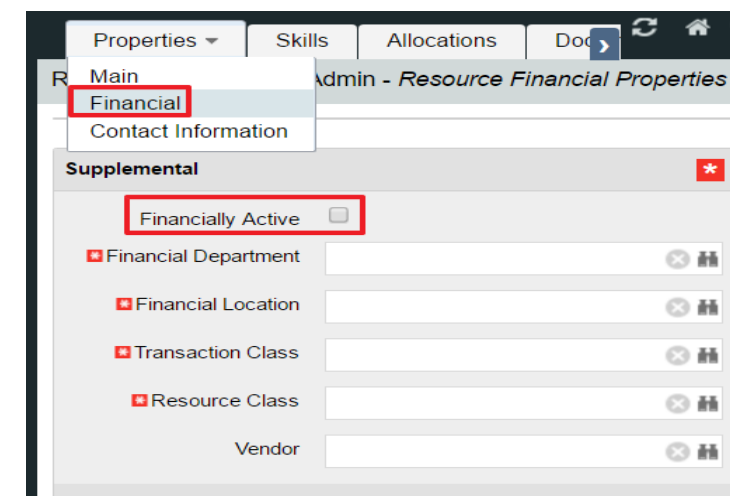 Properties Skills Allocations Doc
Main
R Admin - Resource Financial Properties
Financial
Contact Information
Supplemental *
Financially Active
* Financial Department
* Financial Location
* Transaction Class
* Resource Class
Vendor